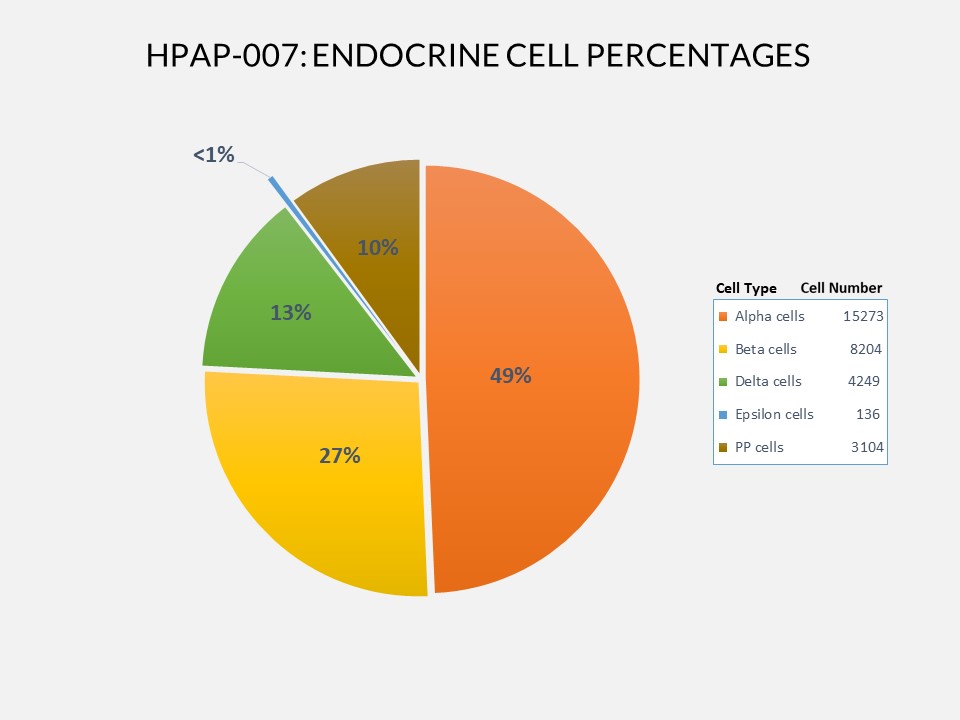 HPAP-007: ENDOCRINE CELL PERCENTAGES
<1%
10%
13%
49%
27%
Cell Type Cell Number
Alpha cells 15273
Beta cells 8204
Delta cells 4249
Epsilon cells 136
PP cells 3104